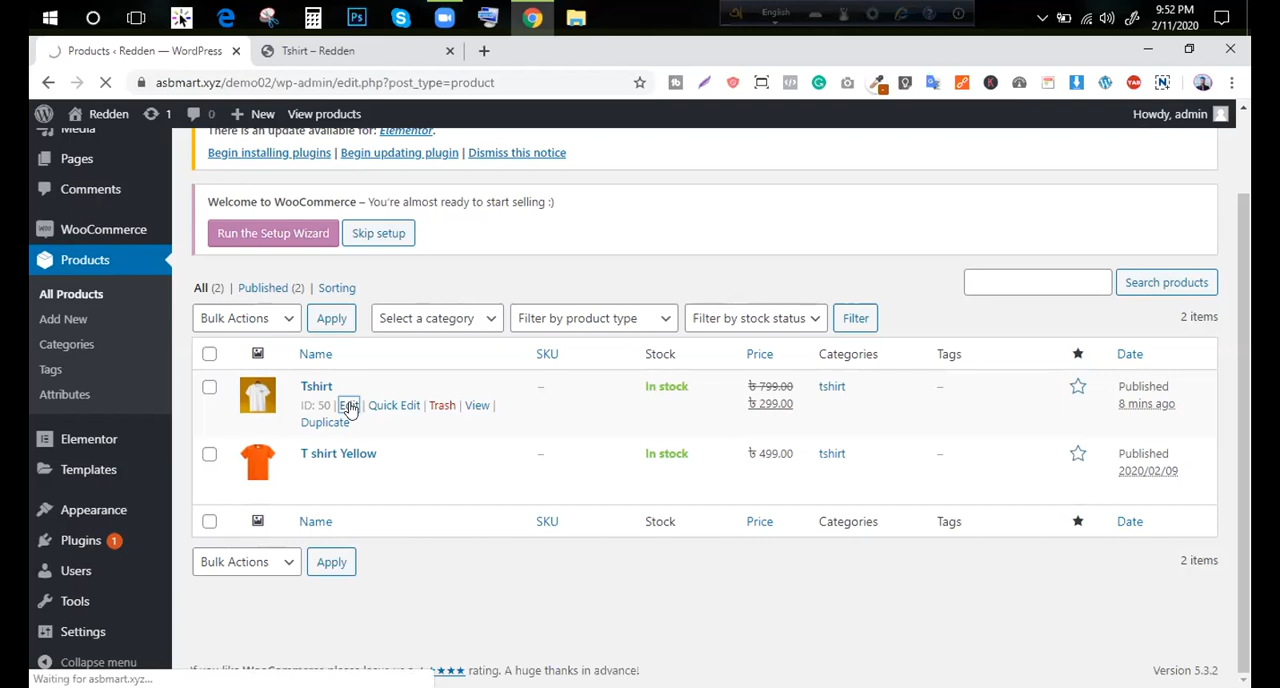 English
9:52 PM
2/11/2020
Products ‹ Redden — WordPress
Tshirt – Redden
asbmart.xyz/demo02/wp-admin/edit.php?post_type=product
Redden
1
0
New
View products
Howdy, admin
Media
Pages
Comments
WooCommerce
Products
All Products
Add New
Categories
Tags
Attributes
Elementor
Templates
Appearance
Plugins 1
Users
Tools
Settings
Collapse menu
There is an update available for: Elementor.
Begin installing plugins | Begin updating plugin | Dismiss this notice
Welcome to WooCommerce – You're almost ready to start selling :)
Run the Setup Wizard
Skip setup
All (2) | Published (2) | Sorting
Search products
Bulk Actions
Apply
Select a category
Filter by product type
Filter by stock status
Filter
2 items
Name SKU Stock Price Categories Tags Date
Tshirt – In stock ৳ 799.00 tshirt – Published
ID: 50 | Edit | Quick Edit | Trash | View | ৳ 299.00 8 mins ago
Duplicate
T shirt Yellow – In stock ৳ 499.00 tshirt – Published
2020/02/09
Name SKU Stock Price Categories Tags Date
Bulk Actions
Apply
2 items
If you like WooCommerce please leave us a ★★★★★ rating. A huge thanks in advance!
Version 5.3.2
Waiting for asbmart.xyz...